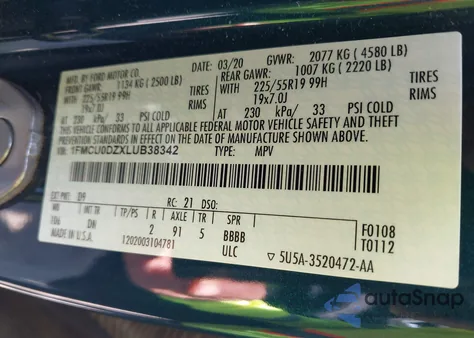 MFD. BY FORD MOTOR CO.
03/20 GVWR: 2077 KG (4580 LB)
FRONT GAWR: 1134 KG (2500 LB)
REAR GAWR: 1007 KG (2220 LB)
WITH 225/55R19 99H TIRES
WITH 225/55R19 99H TIRES
19x7.0J RIMS
19x7.0J RIMS
AT 230 kPa/ 33 PSI COLD
AT 230 kPa/ 33 PSI COLD
THIS VEHICLE CONFORMS TO ALL APPLICABLE FEDERAL MOTOR VEHICLE SAFETY AND THEFT PREVENTION STANDARDS IN EFFECT ON THE
DATE OF MANUFACTURE SHOWN ABOVE.
VIN: 1FMCU0DZXLUB38342
TYPE: MPV
EXT PNT: D9 RC: 21 DSO:
WB INT TR TP/PS R AXLE TR SPR
106 DN 2 91 5 BBBB
F0108
T0112
MADE IN U.S.A. 1202003104781 ULC
▽ 5U5A-3520472-AA
autoSnap